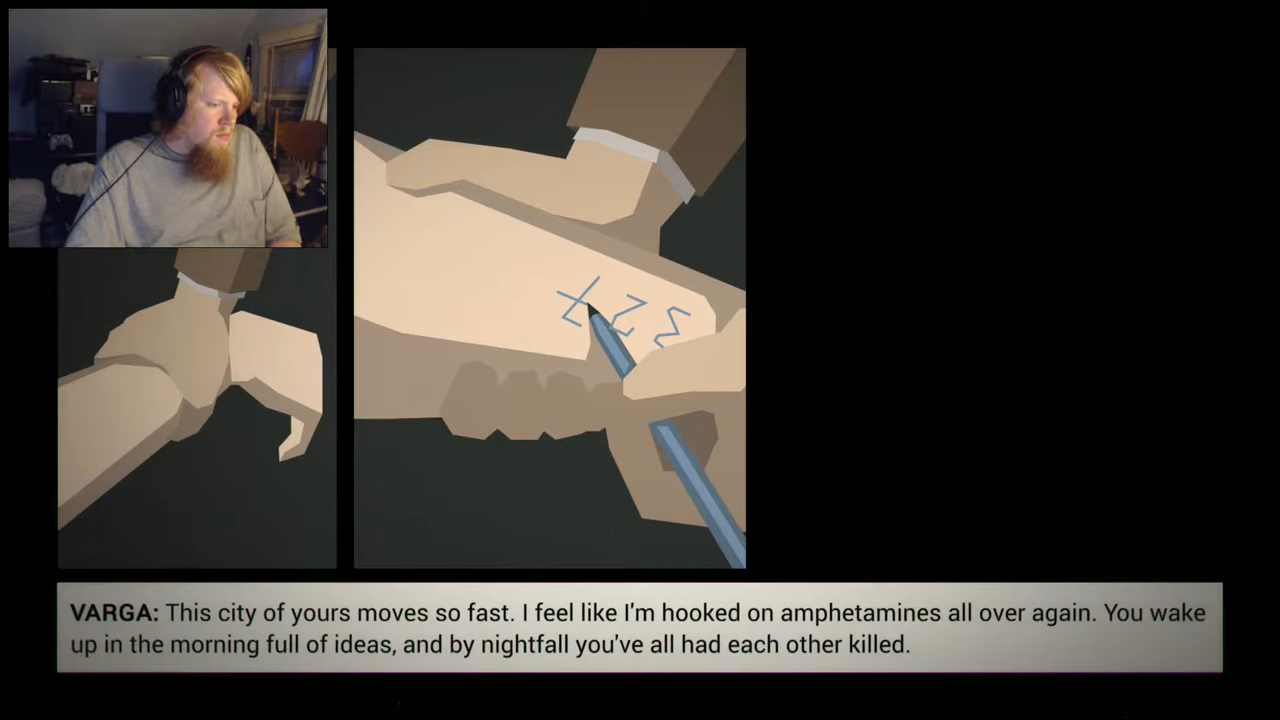 VARGA: This city of yours moves so fast. I feel like I'm hooked on amphetamines all over again. You wake
up in the morning full of ideas, and by nightfall you've all had each other killed.